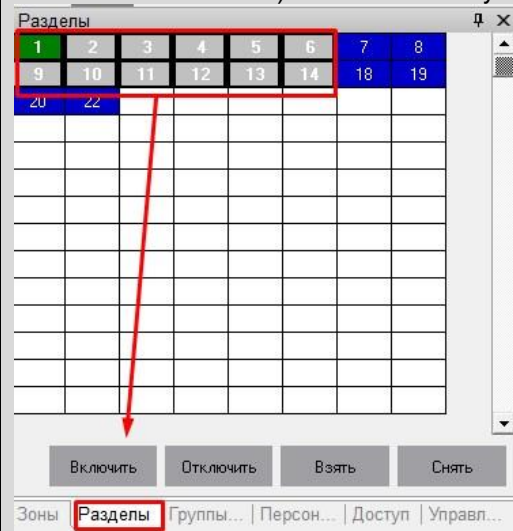 Разделы
1 2 3 4 5 6 7 8
9 10 11 12 13 14 18 19
20 22
Включить Отключить Взять Снять
Зоны Разделы Группы... Персон... Доступ Управл...